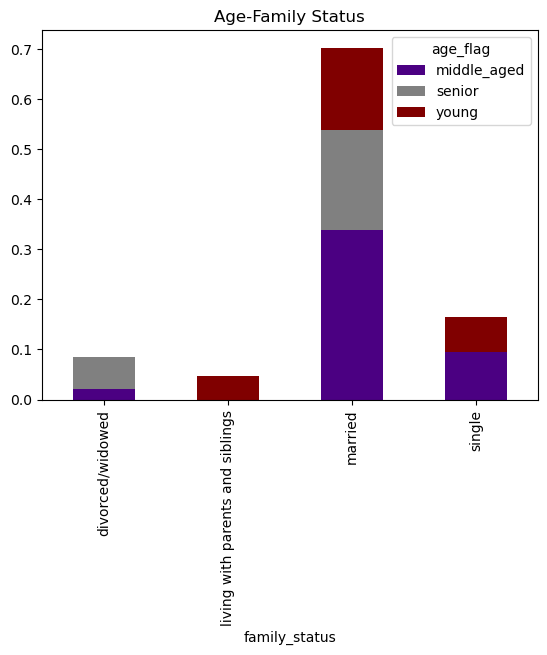 Age-Family Status
age_flag
middle_aged
senior
young
0.7
0.6
0.5
0.4
0.3
0.2
0.1
0.0
divorced/widowed
living with parents and siblings
married
single
family_status